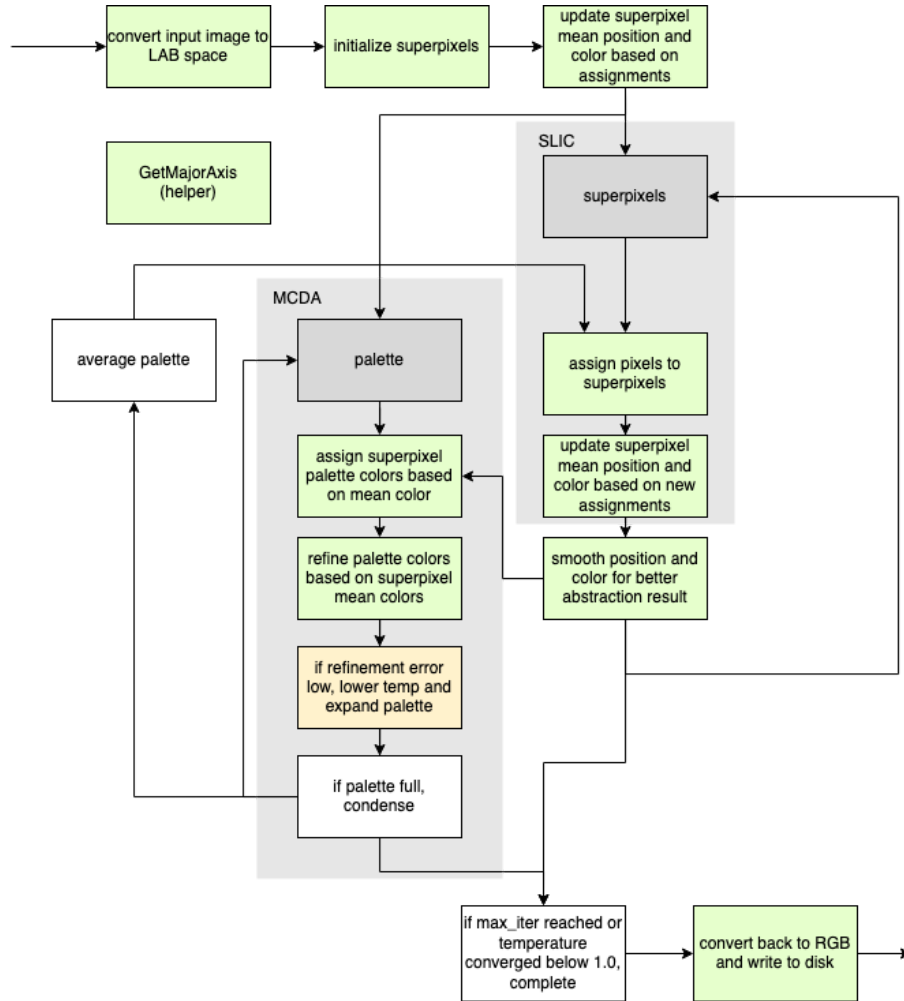 convert input image to
LAB space
initialize superpixels
update superpixel
mean position and
color based on
assignments
GetMajorAxis
(helper)
SLIC
superpixels
MCDA
average palette
palette
assign pixels to
superpixels
assign superpixel
palette colors based
on mean color
update superpixel
mean position and
color based on new
assignments
refine palette colors
based on superpixel
mean colors
smooth position and
color for better
abstraction result
if refinement error
low, lower temp and
expand palette
if palette full,
condense
if max_iter reached or
temperature
converged below 1.0,
complete
convert back to RGB
and write to disk